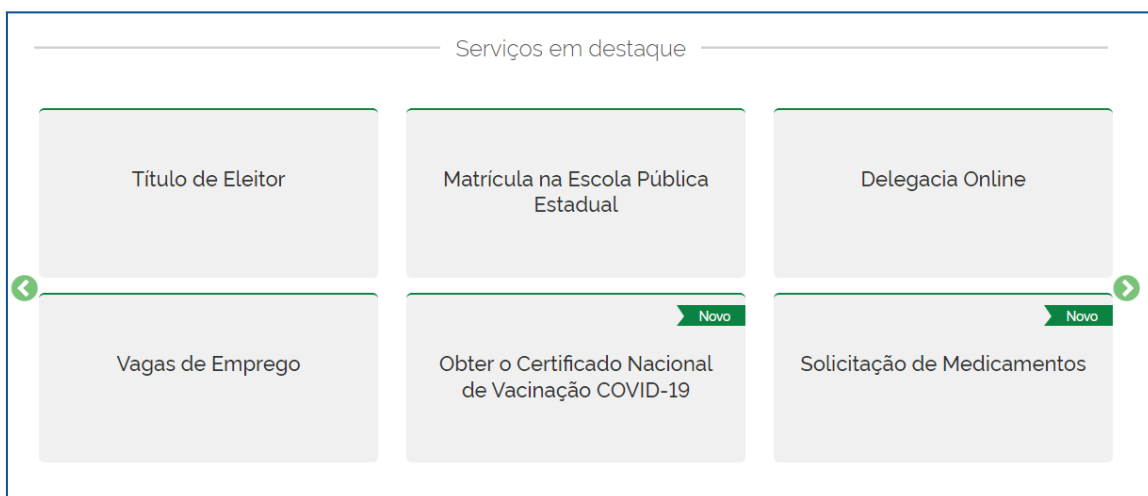 Serviços em destaque
Título de Eleitor
Matrícula na Escola Pública
Estadual
Delegacia Online
Vagas de Emprego
Novo
Obter o Certificado Nacional
de Vacinação COVID-19
Novo
Solicitação de Medicamentos